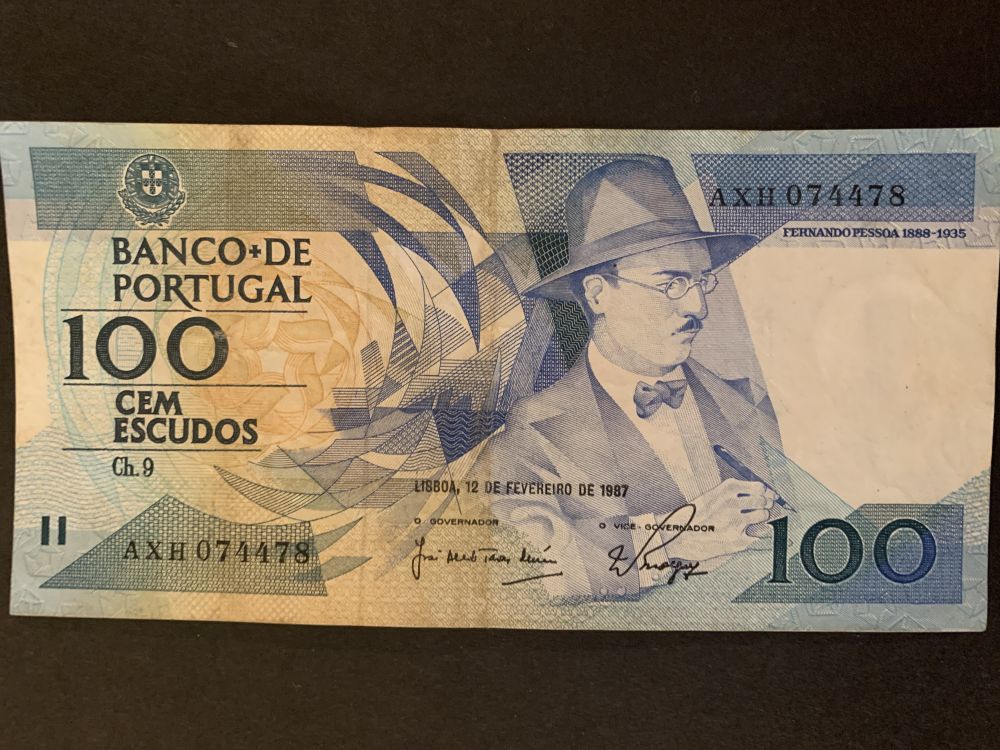 AXH 074478
FERNANDO PESSOA 1888-1935
BANCO+DE
PORTUGAL
100
CEM
ESCUDOS
Ch. 9
LISBOA, 12 DE FEVEREIRO DE 1987
O GOVERNADOR
O VICE-GOVERNADOR
AXH 074478
100